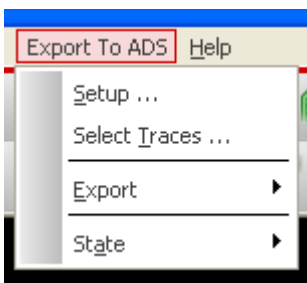 Export To ADS Help
Setup ...
Select Traces ...
Export
State